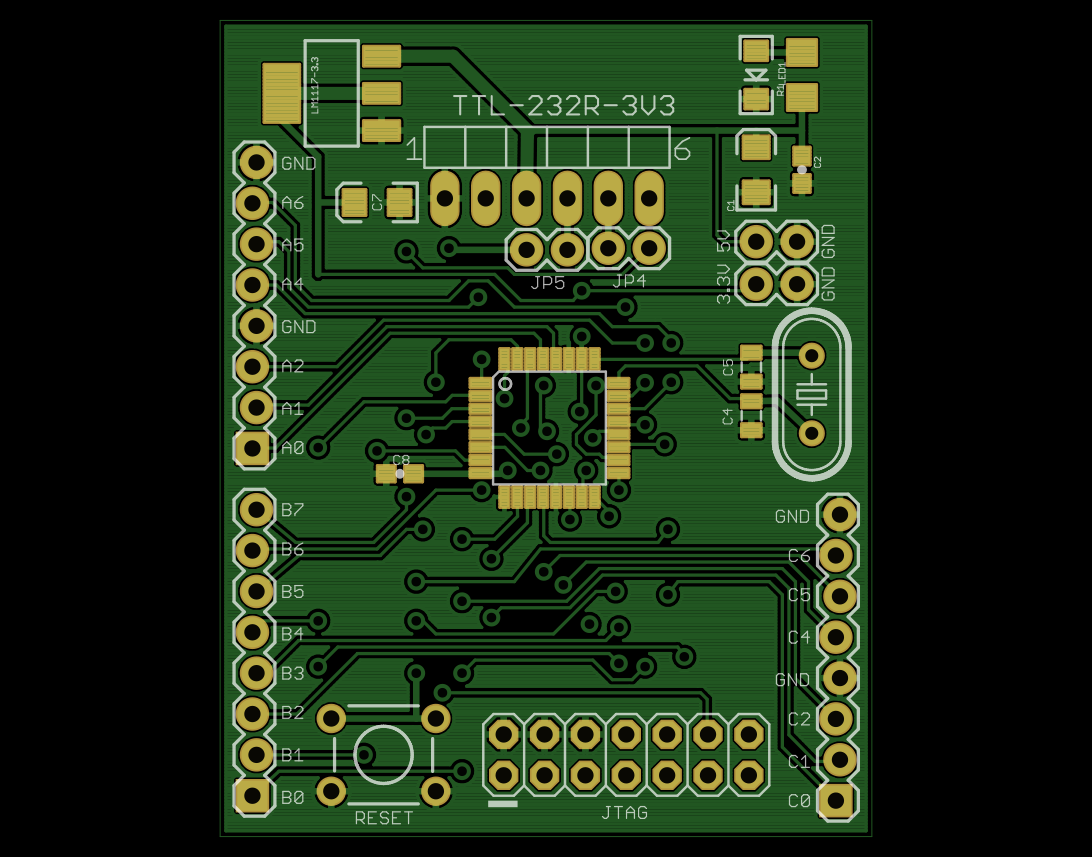 LM1117-3.3
R1
LED1
TTL-232R-3V3
1
6
C2
GND
A6
C7
C1
A5
5V
GND
JP5
JP4
A4
3.3V
GND
GND
A2
C5
A1
C4
A0
C8
B7
GND
B6
C6
B5
C5
B4
C4
B3
GND
B2
C2
B1
C1
B0
C0
RESET
JTAG